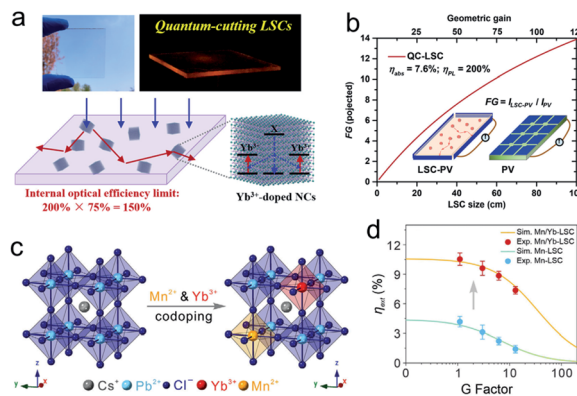 a
Quantum-cutting LSCs
X
Yb³⁺
Yb³⁺
Internal optical efficiency limit:
200% × 75% = 150%
Yb³⁺-doped NCs
b
Geometric gain
0 25 50 75 100 125
QC-LSC
ηabs = 7.6%; ηPL = 200%
FG = ILSC-PV / IPV
LSC-PV
PV
FG (pojected)
14
12
10
8
6
4
2
0
0 20 40 60 80 100
LSC size (cm)
c
Mn²⁺ & Yb³⁺
codoping
z
y
x
z
y
x
Cs⁺ Pb²⁺ Cl⁻ Yb³⁺ Mn²⁺
d
Sim. Mn/Yb-LSC
Exp. Mn/Yb-LSC
Sim. Mn-LSC
Exp. Mn-LSC
ηext (%)
12
9
6
3
0
0 1 10 100
G Factor